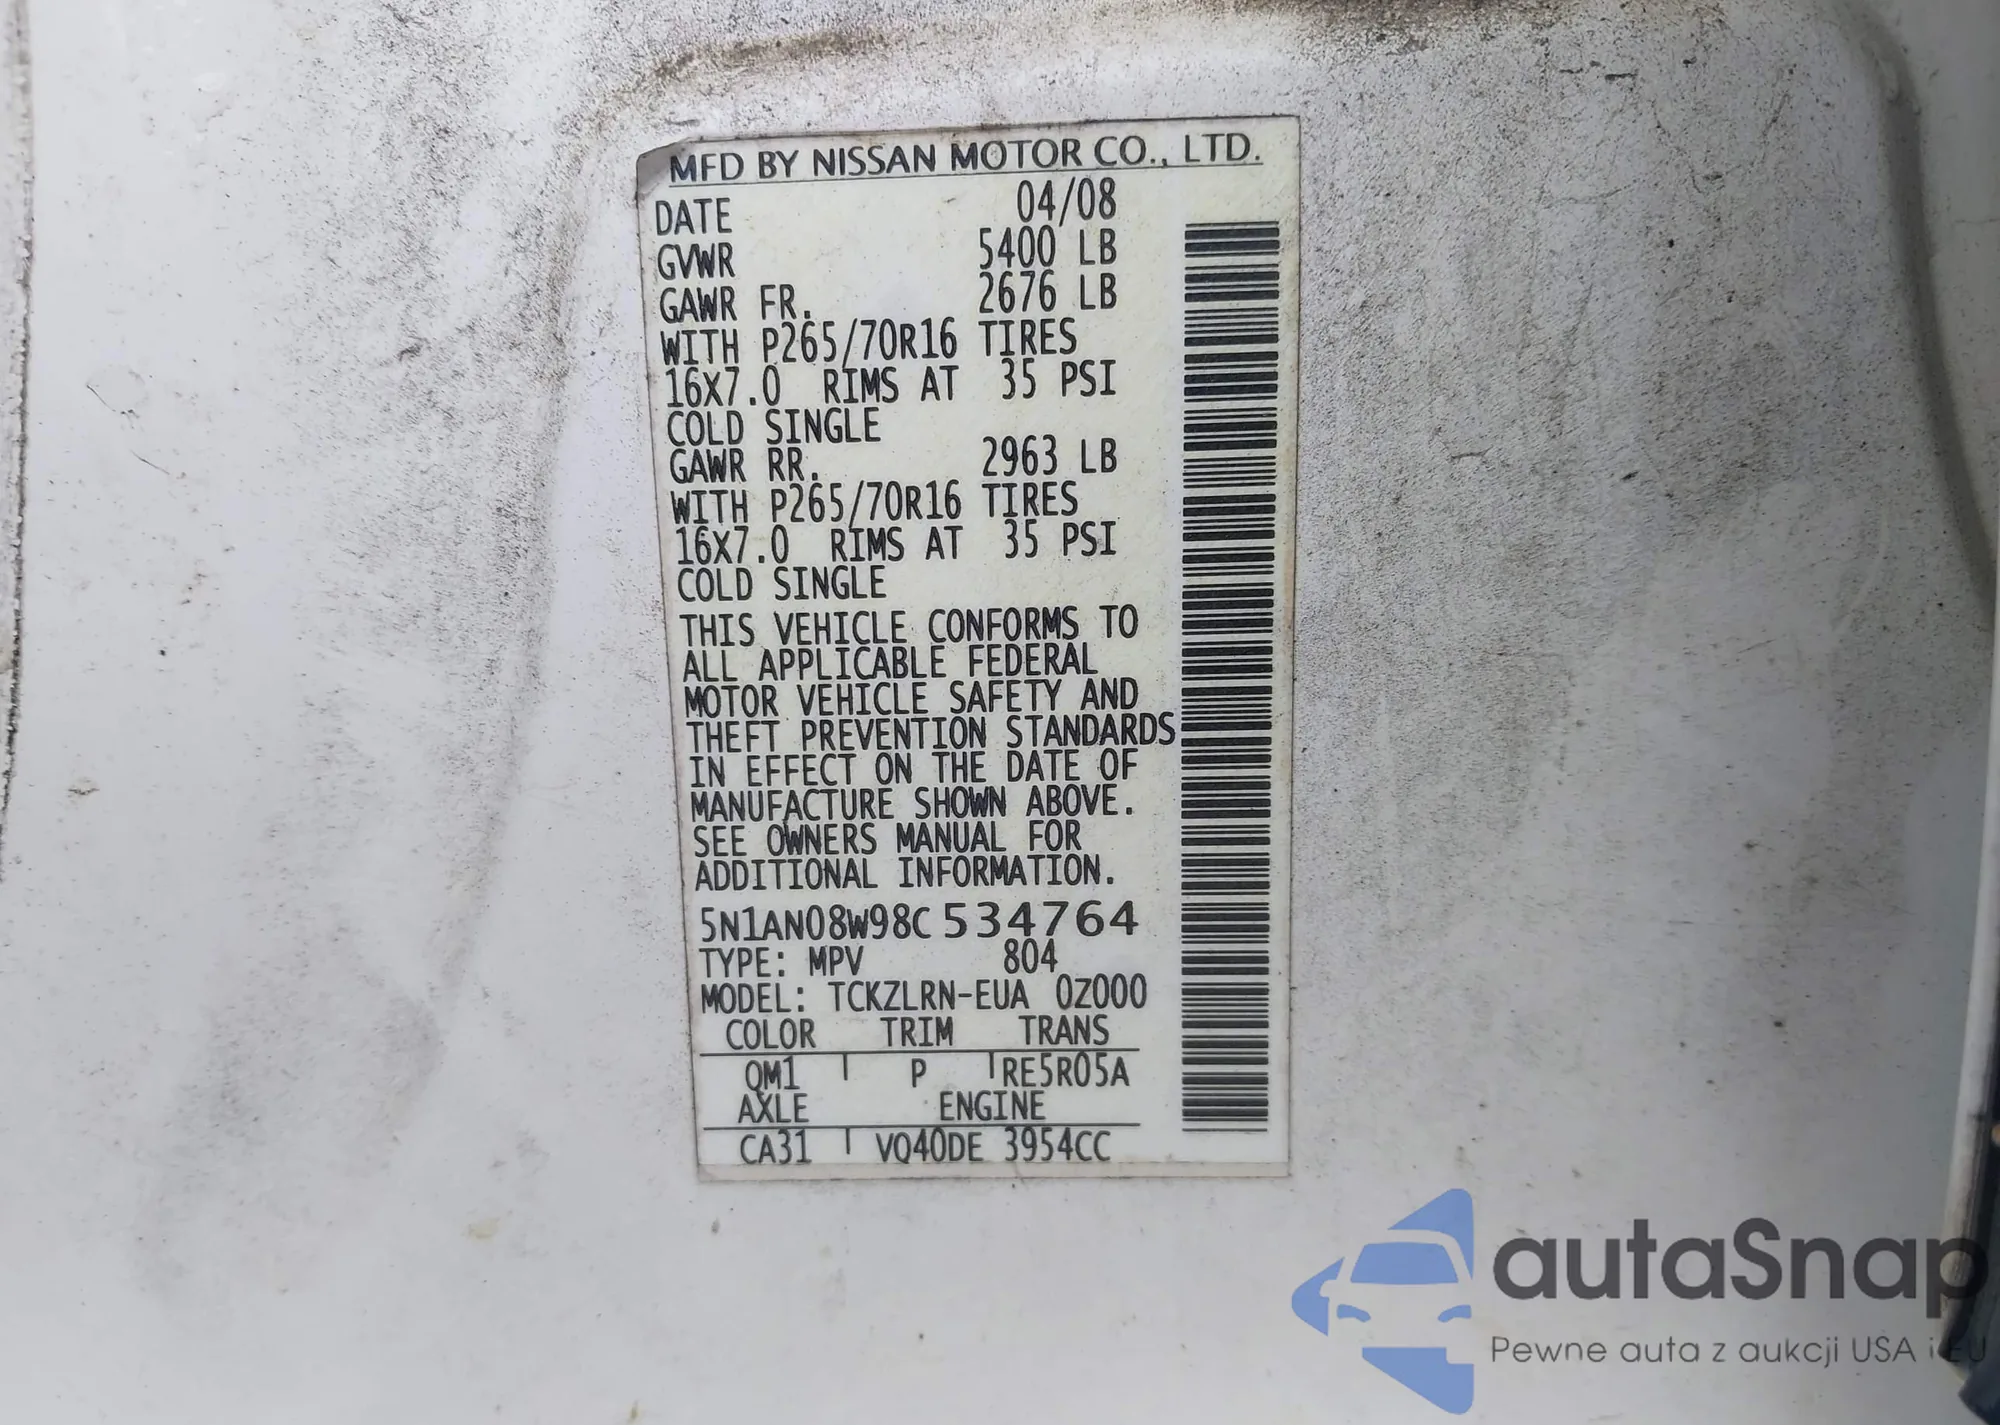 MFD BY NISSAN MOTOR CO., LTD.
DATE 04/08
GVWR 5400 LB
GAWR FR. 2676 LB
WITH P265/70R16 TIRES
16X7.0 RIMS AT 35 PSI
COLD SINGLE
GAWR RR. 2963 LB
WITH P265/70R16 TIRES
16X7.0 RIMS AT 35 PSI
COLD SINGLE
THIS VEHICLE CONFORMS TO
ALL APPLICABLE FEDERAL
MOTOR VEHICLE SAFETY AND
THEFT PREVENTION STANDARDS
IN EFFECT ON THE DATE OF
MANUFACTURE SHOWN ABOVE.
SEE OWNERS MANUAL FOR
ADDITIONAL INFORMATION.
5N1AN08W98C 534764
TYPE: MPV 804
MODEL: TCKZLRN-EUA 0Z000
COLOR TRIM TRANS
QM1 P RE5R05A
AXLE ENGINE
CA31 VQ40DE 3954CC
autaSnap
Pewne auta z aukcji USA i EU